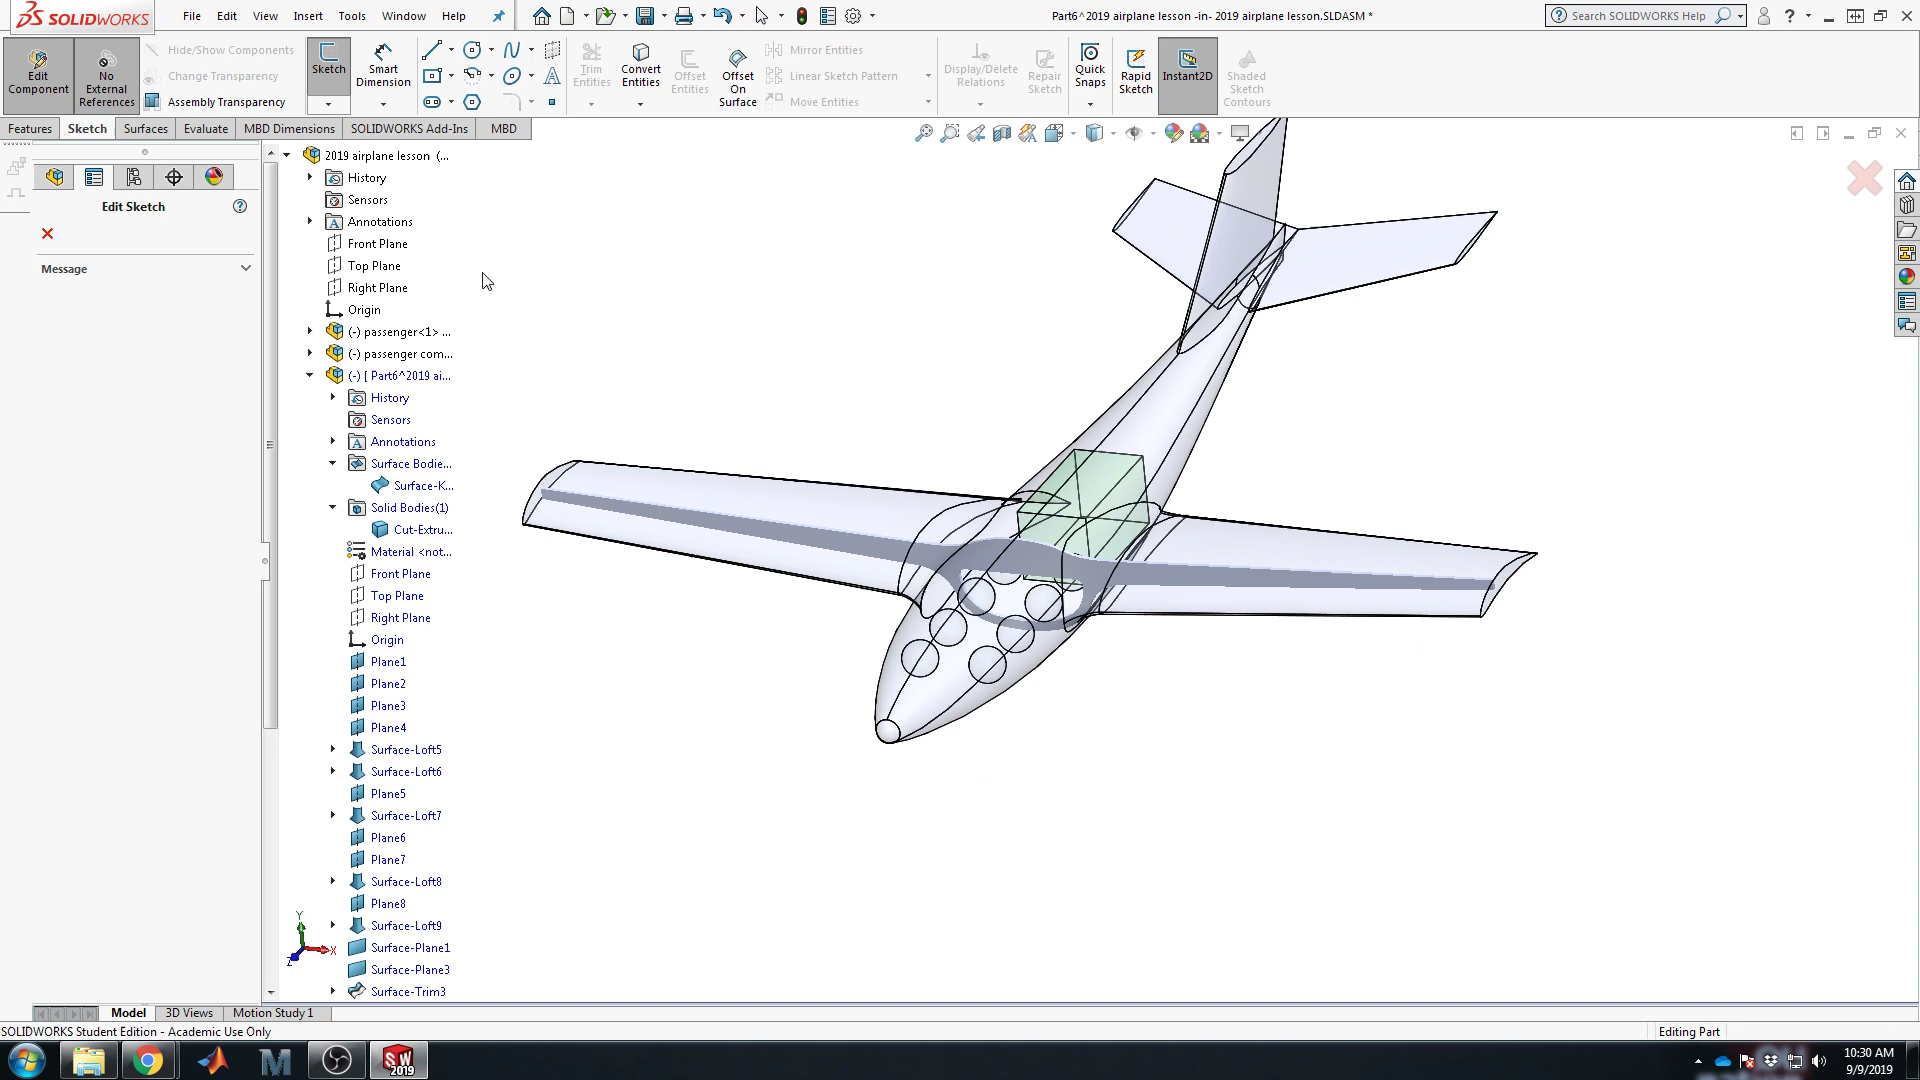 SOLIDWORKS
File Edit View Insert Tools Window Help
Part6^2019 airplane lesson -in- 2019 airplane lesson.SLDASM *
Search SOLIDWORKS Help
Edit Component
No External References
Hide/Show Components
Change Transparency
Assembly Transparency
Sketch
Smart Dimension
Trim Entities
Convert Entities
Offset Entities
Offset On Surface
Mirror Entities
Linear Sketch Pattern
Move Entities
Display/Delete Relations
Repair Sketch
Quick Snaps
Rapid Sketch
Instant2D
Shaded Sketch Contours
Features Sketch Surfaces Evaluate MBD Dimensions SOLIDWORKS Add-Ins MBD
Edit Sketch
Message
2019 airplane lesson (...
History
Sensors
Annotations
Front Plane
Top Plane
Right Plane
Origin
(-) passenger<1> ...
(-) passenger com...
(-) [ Part6^2019 ai...
History
Sensors
Annotations
Surface Bodie...
Surface-K...
Solid Bodies(1)
Cut-Extru...
Material <not...
Front Plane
Top Plane
Right Plane
Origin
Plane1
Plane2
Plane3
Plane4
Surface-Loft5
Surface-Loft6
Plane5
Surface-Loft7
Plane6
Plane7
Surface-Loft8
Plane8
Surface-Loft9
Surface-Plane1
Surface-Plane3
Surface-Trim3
Y
X
Z
Model 3D Views Motion Study 1
SOLIDWORKS Student Edition - Academic Use Only
Editing Part
SW 2019
10:30 AM
9/9/2019